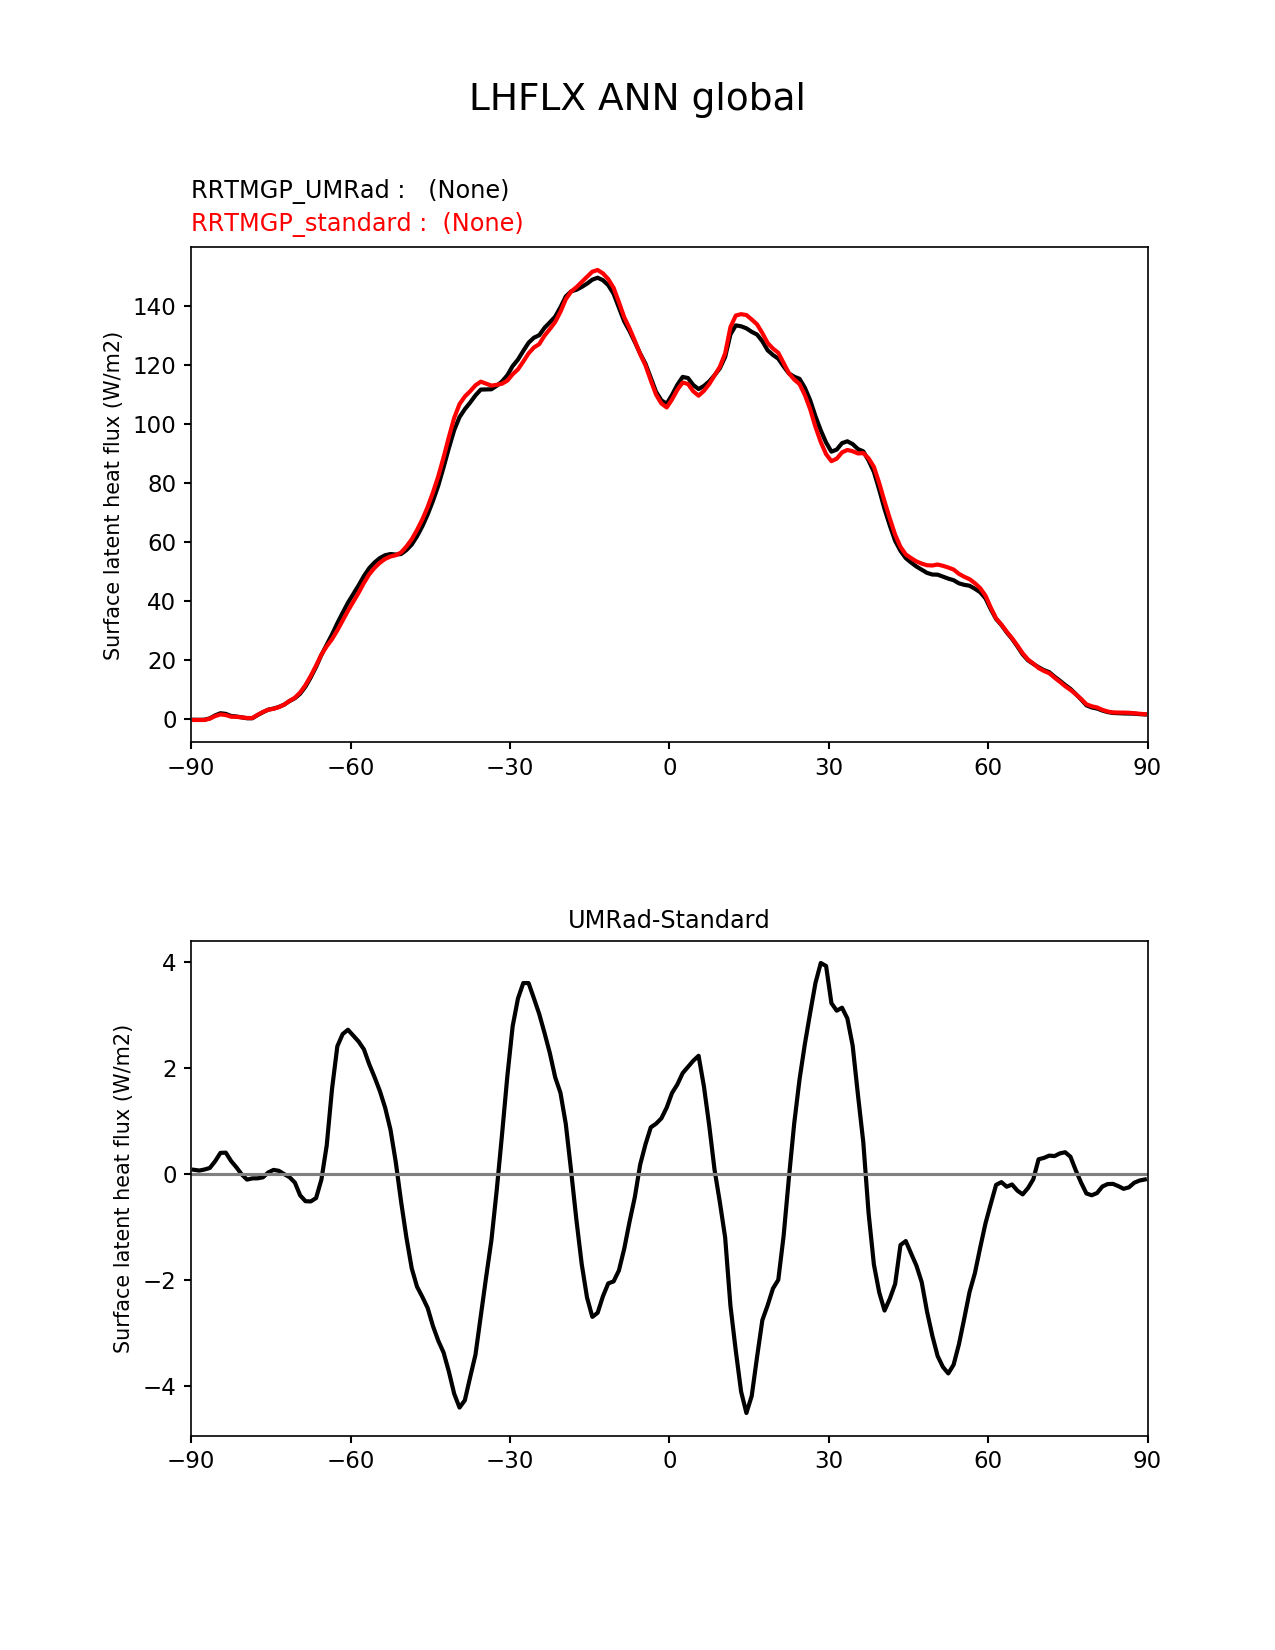 LHFLX ANN global
RRTMGP_UMRad :   (None)
RRTMGP_standard :  (None)
Surface latent heat flux (W/m2)
140
120
100
80
60
40
20
0
−90 −60 −30 0 30 60 90
UMRad-Standard
Surface latent heat flux (W/m2)
4
2
0
−2
−4
−90 −60 −30 0 30 60 90